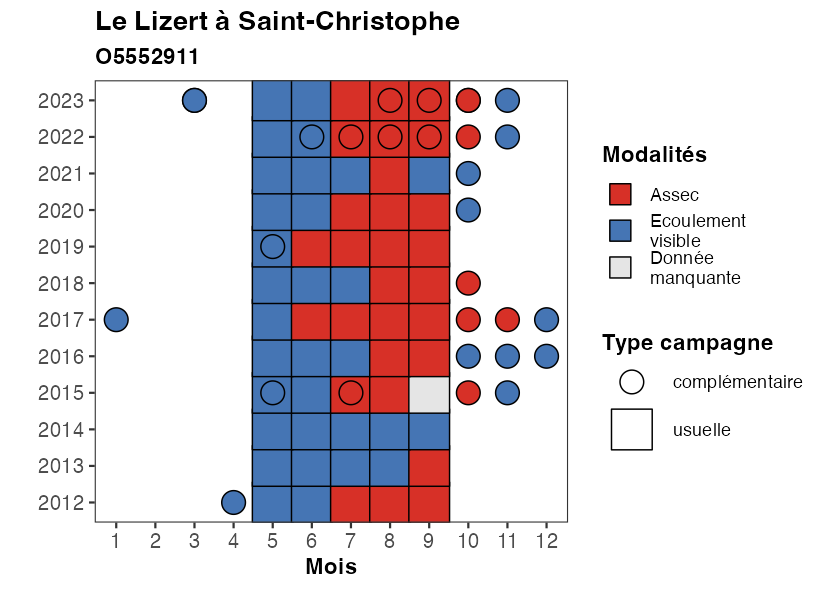 Le Lizert à Saint-Christophe
O5552911
2023
2022
2021
2020
2019
2018
2017
2016
2015
2014
2013
2012
1 2 3 4 5 6 7 8 9 10 11 12
Mois
Modalités
Assec
Ecoulement
visible
Donnée
manquante
Type campagne
complémentaire
usuelle